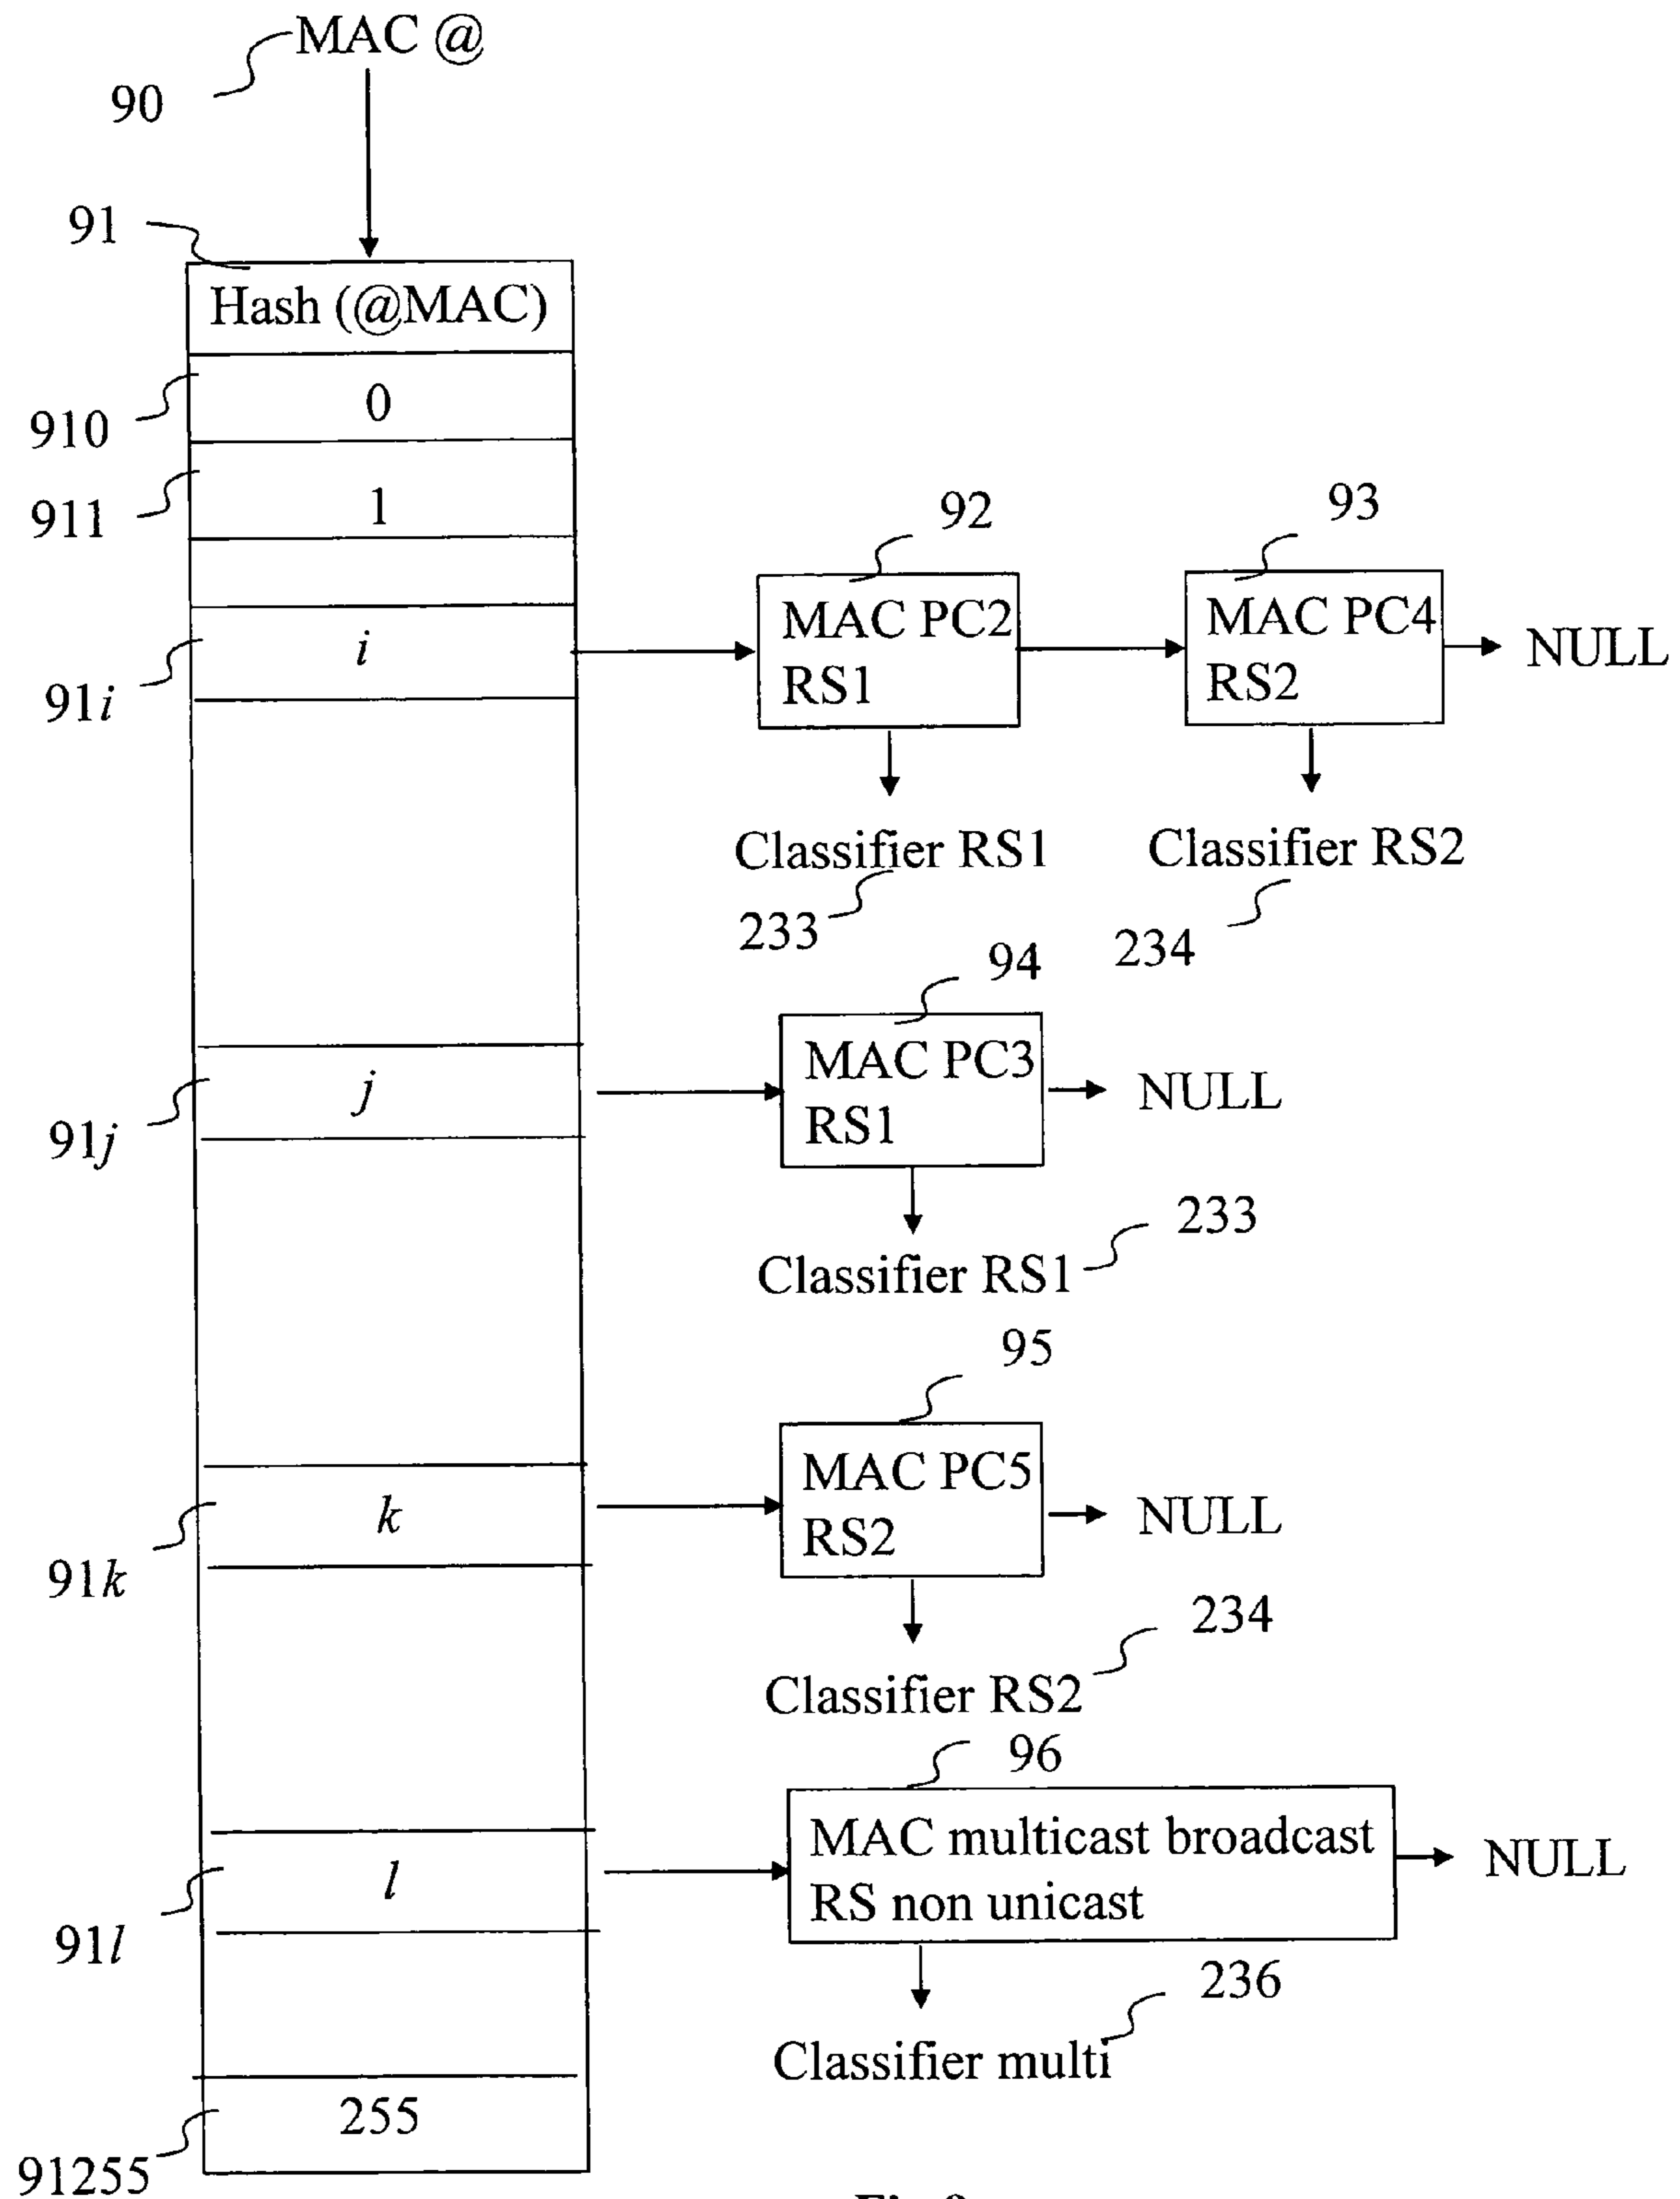 MAC @
90
91
Hash (@MAC)
910
0
911
1
92
93
91i
i
MAC PC2
RS1
MAC PC4
RS2
NULL
Classifier RS1
Classifier RS2
233
234
94
91j
j
MAC PC3
RS1
NULL
233
Classifier RS1
95
91k
k
MAC PC5
RS2
NULL
234
Classifier RS2
96
91l
l
MAC multicast broadcast
RS non unicast
NULL
236
Classifier multi
255
91255